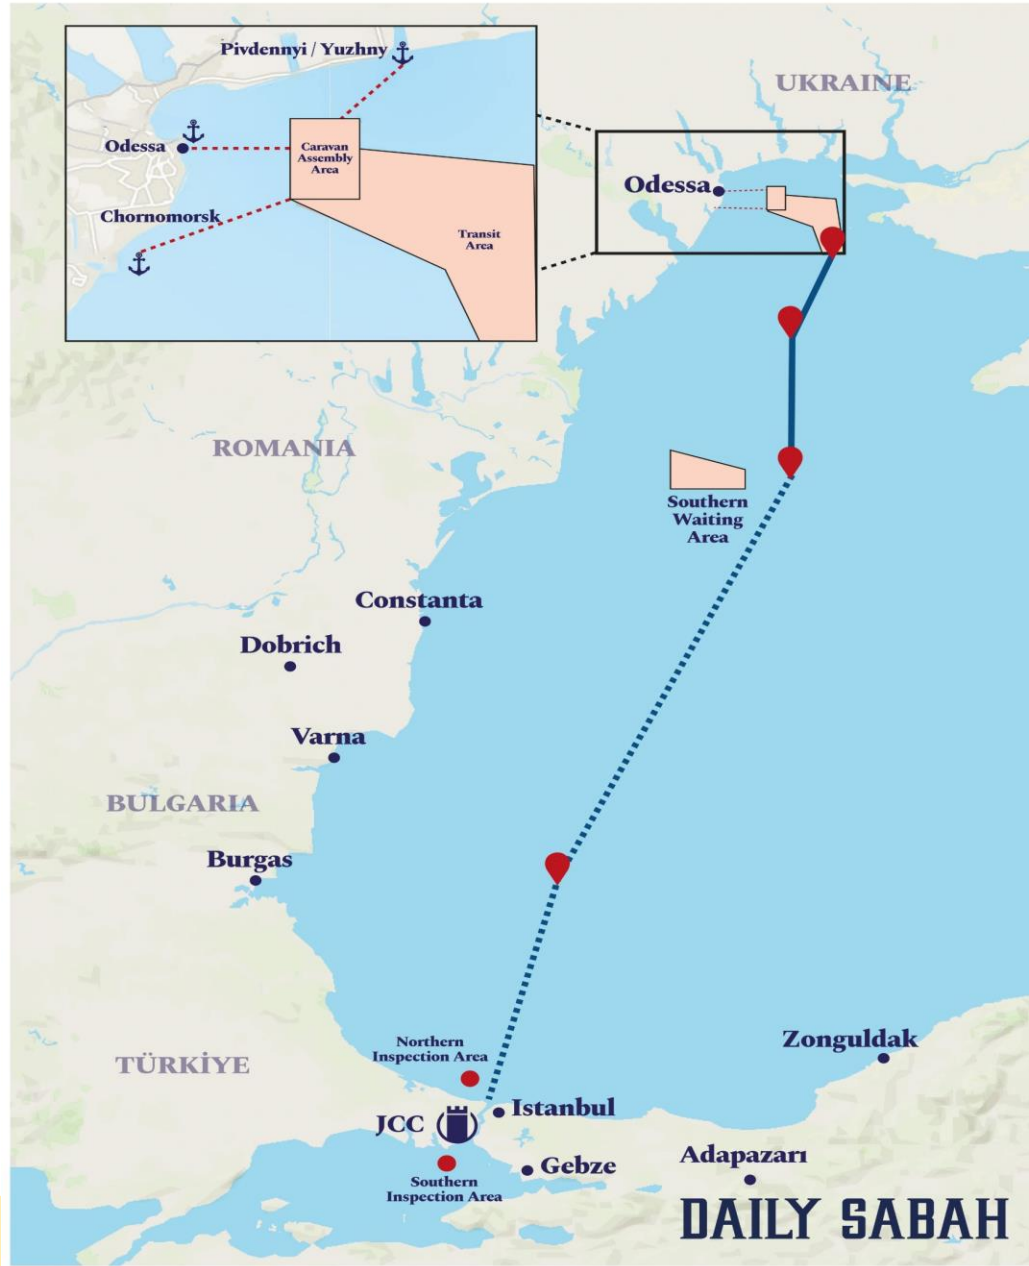 Pivdennyi / Yuzhny
UKRAINE
Odessa
Caravan
Assembly
Area
Chornomorsk
Transit
Area
Odessa
ROMANIA
Southern
Waiting
Area
Constanta
Dobrich
Varna
BULGARIA
Burgas
TÜRKİYE
Northern
Inspection Area
Zonguldak
JCC
Istanbul
Southern
Inspection Area
Gebze
Adapazarı
DAILY SABAH